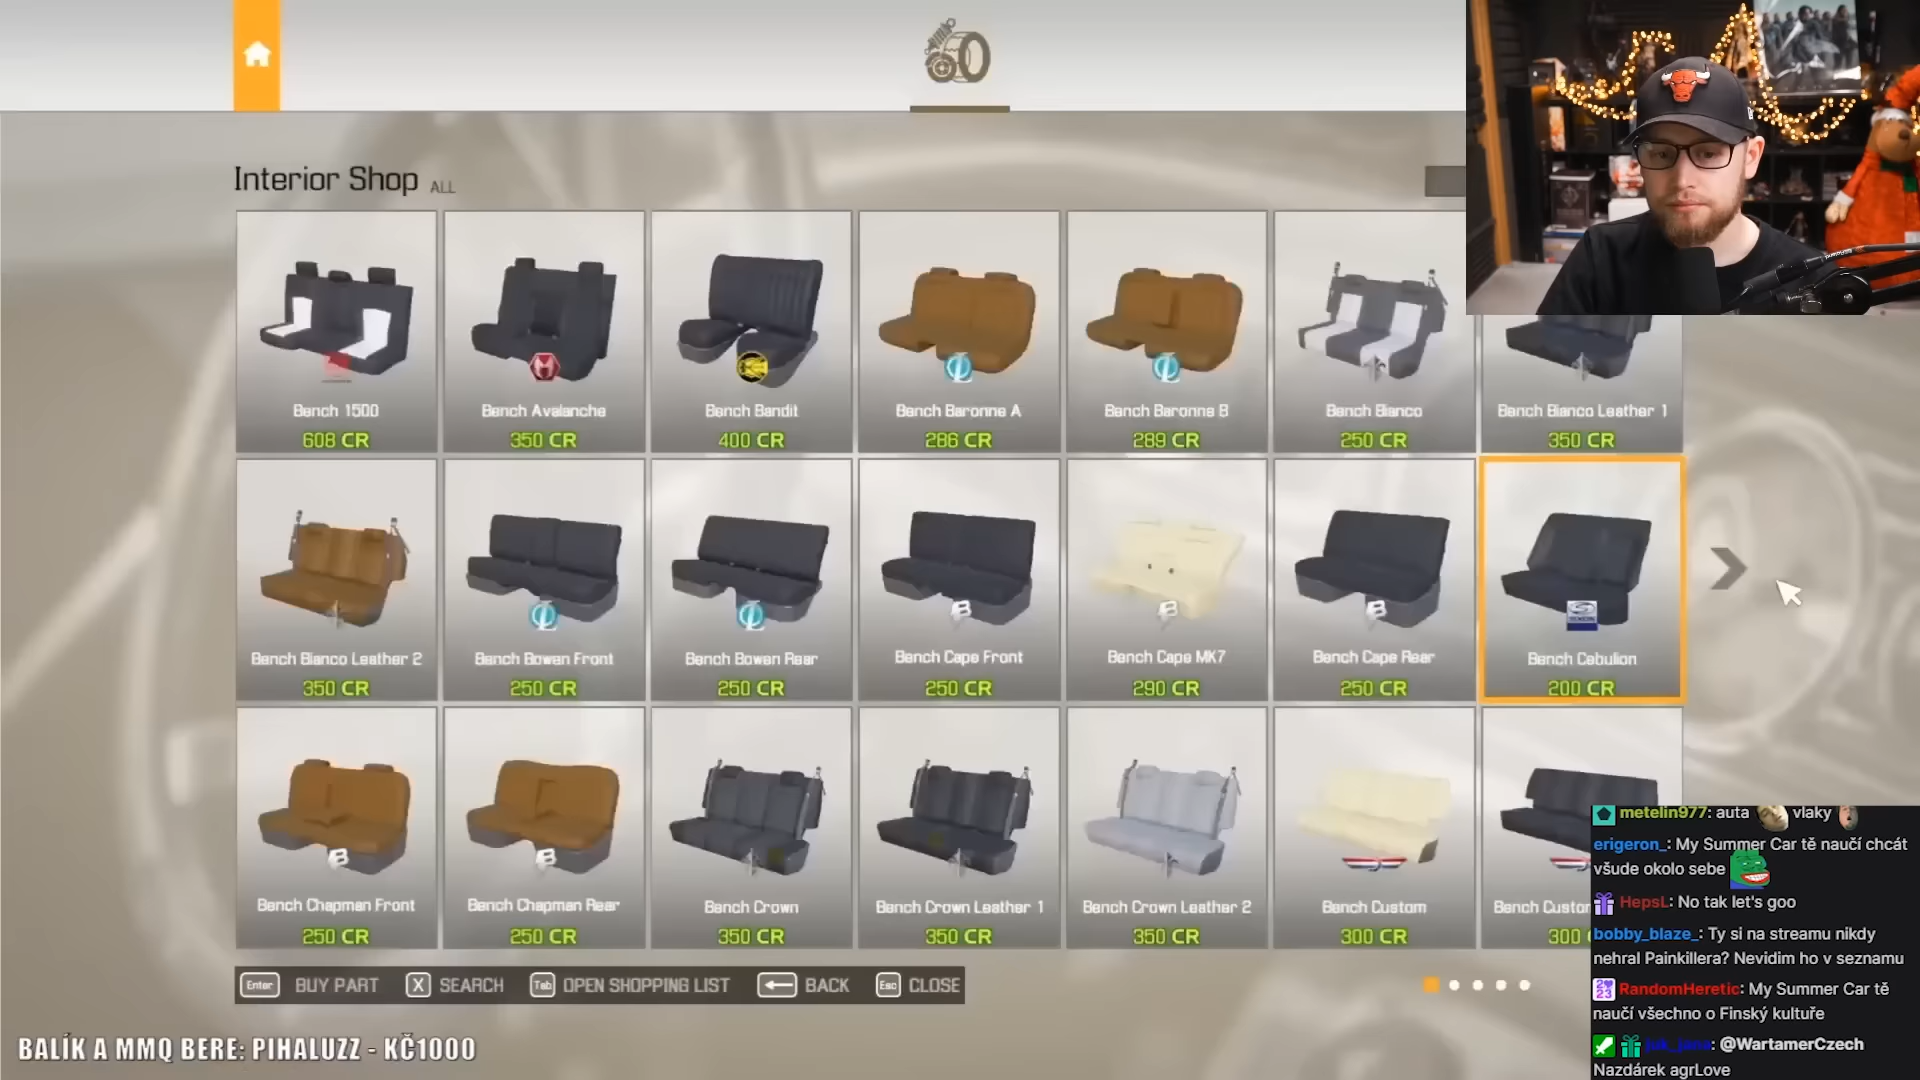 Interior Shop ALL
Bench 1500
608 CR
Bench Avalanche
350 CR
Bench Bandit
400 CR
Bench Baronne A
286 CR
Bench Baronne B
289 CR
Bench Bianco
250 CR
Bench Bianco Leather 1
350 CR
Bench Bianco Leather 2
350 CR
Bench Bowen Front
250 CR
Bench Bowen Rear
250 CR
Bench Cape Front
250 CR
Bench Cape MK7
290 CR
Bench Cape Rear
250 CR
Bench Cebulion
200 CR
Bench Chapman Front
250 CR
Bench Chapman Rear
250 CR
Bench Crown
350 CR
Bench Crown Leather 1
350 CR
Bench Crown Leather 2
350 CR
Bench Custom
300 CR
Bench Custo
300
Enter BUY PART X SEARCH Tab OPEN SHOPPING LIST BACK Esc CLOSE
metelin977: auta vlaky
erigeron_: My Summer Car tě naučí chcát
všude okolo sebe
HepsL: No tak let's goo
bobby_blaze_: Ty si na streamu nikdy
nehral Painkillera? Nevidim ho v seznamu
RandomHeretic: My Summer Car tě
naučí všechno o Finský kultuře
@WartamerCzech
Nazdárek agrLove
BALÍK A MMQ BERE: PIHALUZZ - KČ1000